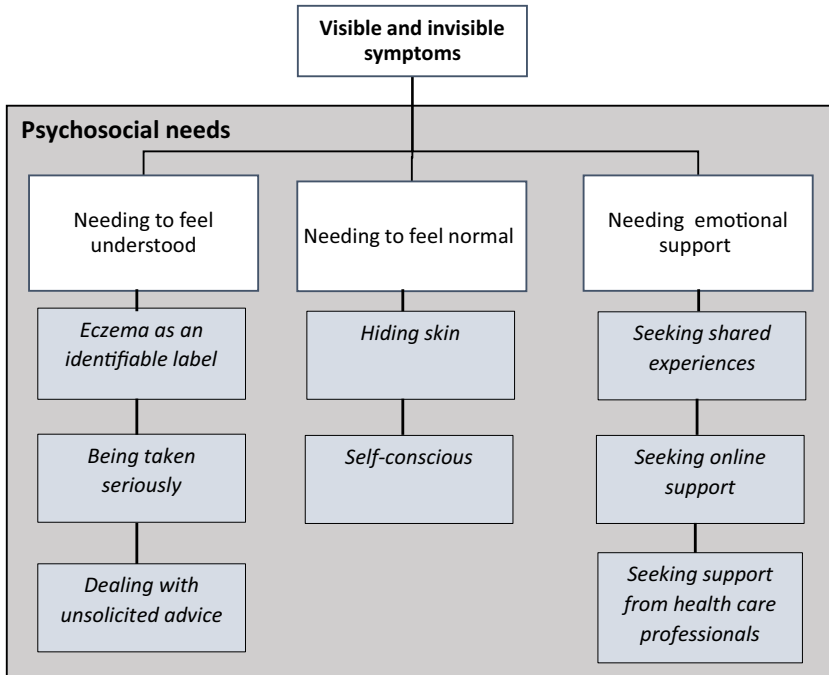 Visible and invisible
symptoms
Psychosocial needs
Needing to feel
understood
Eczema as an
identifiable label
Being taken
seriously
Dealing with
unsolicited advice
Needing to feel normal
Hiding skin
Self-conscious
Needing emotional
support
Seeking shared
experiences
Seeking online
support
Seeking support
from health care
professionals